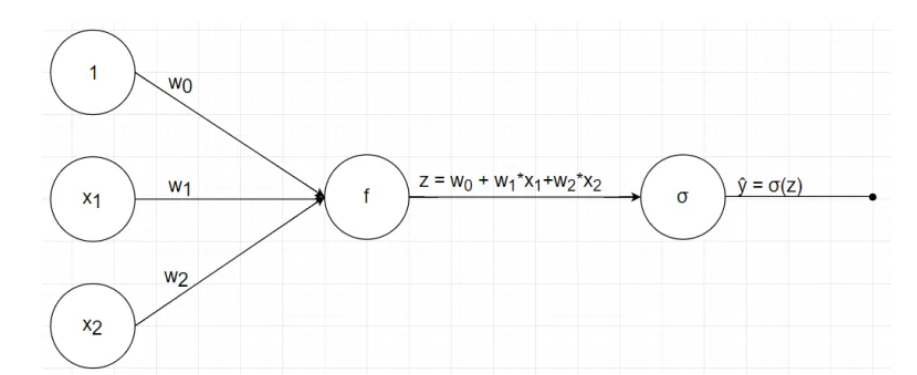 1
w0
x1
w1
f
z = w₀ + w₁*x₁+w₂*x₂
σ
ŷ = σ(z)
w2
x2